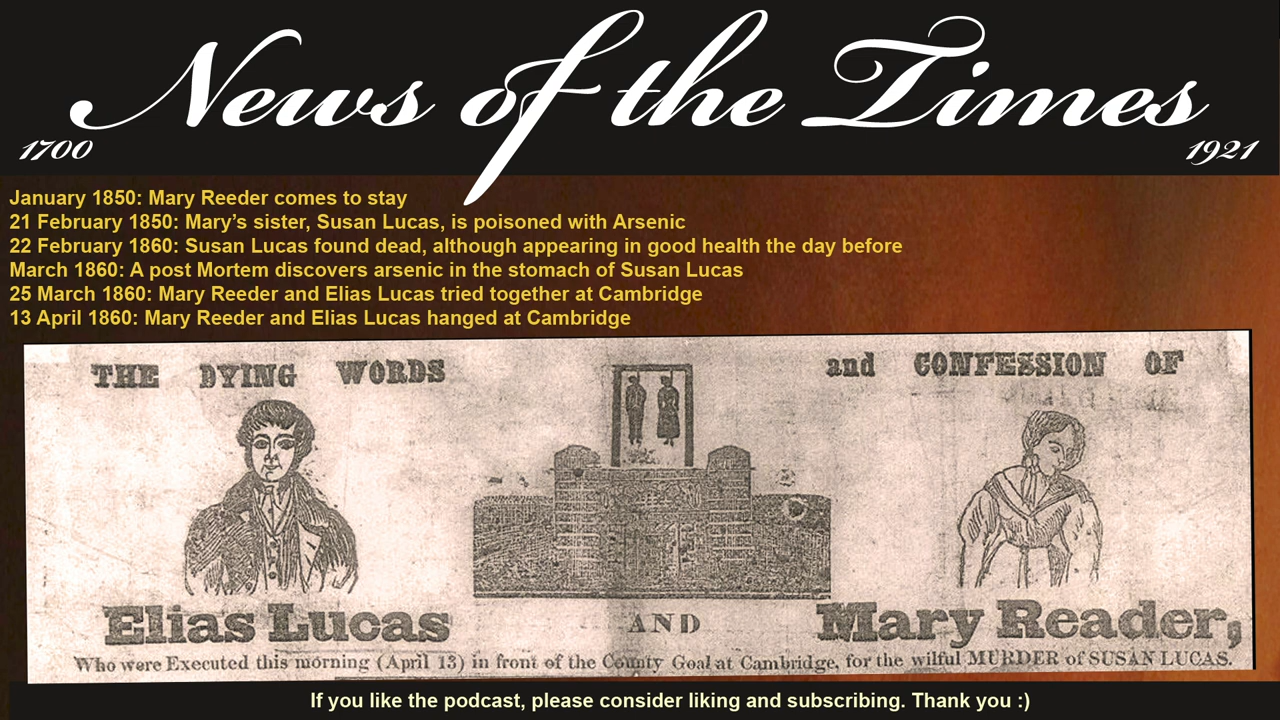 News of the Times
1700
1921
January 1850: Mary Reeder comes to stay
21 February 1850: Mary’s sister, Susan Lucas, is poisoned with Arsenic
22 February 1860: Susan Lucas found dead, although appearing in good health the day before
March 1860: A post Mortem discovers arsenic in the stomach of Susan Lucas
25 March 1860: Mary Reeder and Elias Lucas tried together at Cambridge
13 April 1860: Mary Reeder and Elias Lucas hanged at Cambridge
THE DYING WORDS and CONFESSION OF
Elias Lucas AND Mary Reader,
Who were Executed this morning (April 13) in front of the County Goal at Cambridge, for the wilful MURDER of SUSAN LUCAS.
If you like the podcast, please consider liking and subscribing. Thank you :)